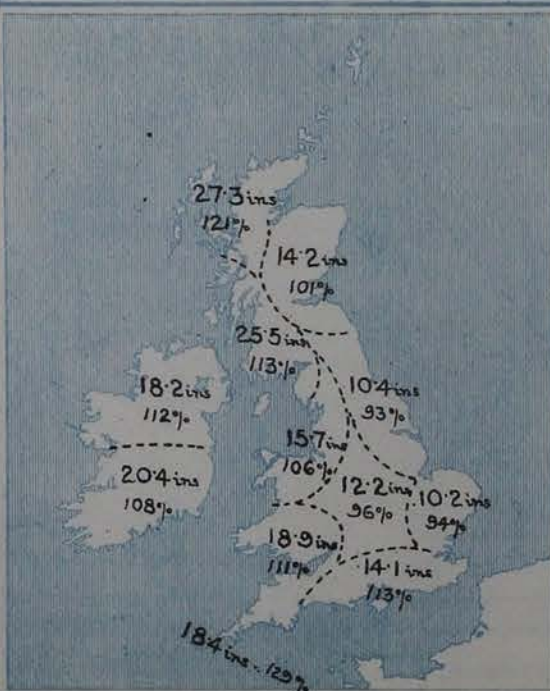 27·3 ins
121%
14·2 ins
101%
25·5 ins
113%
18·2 ins
112%
10·4 ins
93%
15·7 ins
106%
20·4 ins
108%
12·2 ins
96%
10·2 ins
94%
18·9 ins
111%
14·1 ins
113%
18·4 ins. 129%